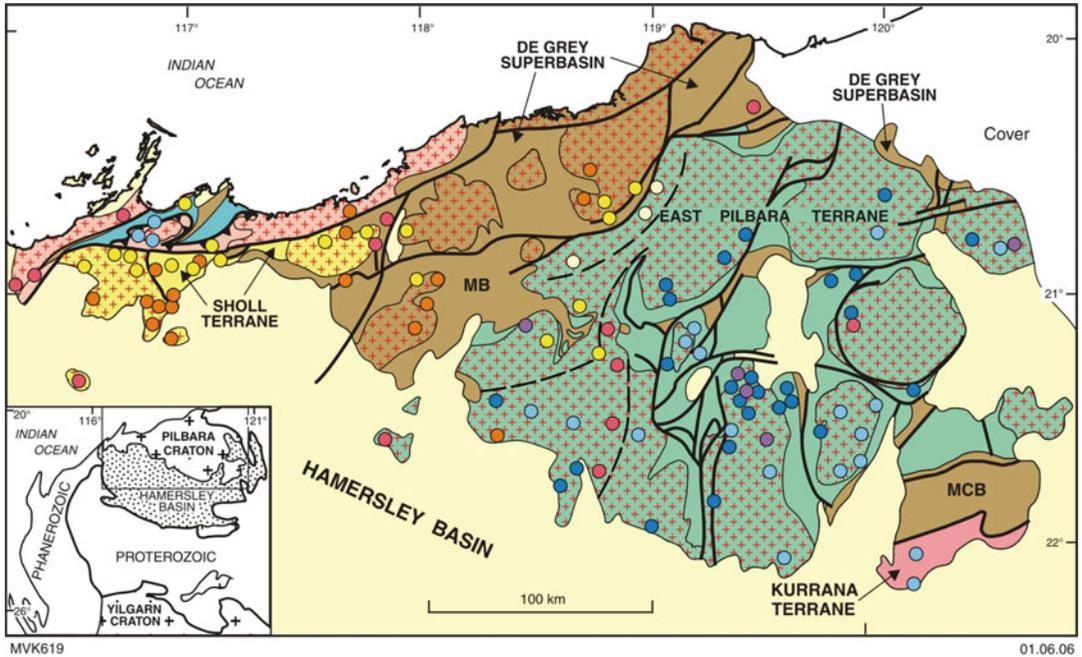 117°
118°
119°
120°
20°
INDIAN
OCEAN
DE GREY
SUPERBASIN
DE GREY
SUPERBASIN
Cover
EAST PILBARA TERRANE
MB
SHOLL
TERRANE
21°
HAMERSLEY BASIN
MCB
22°
KURRANA
TERRANE
100 km
20°
116°
121°
INDIAN
OCEAN
PILBARA
CRATON
HAMERSLEY
BASIN
PHANEROZOIC
PROTEROZOIC
YILGARN
CRATON
26°
MVK619
01.06.06